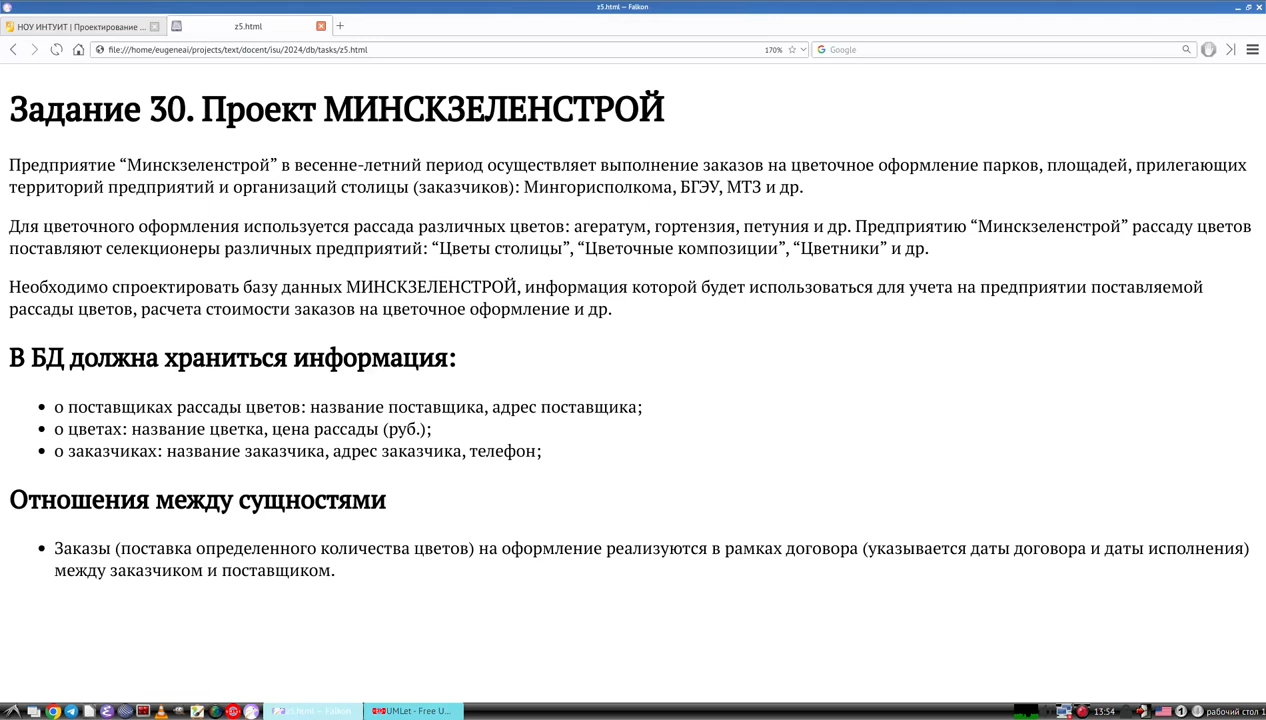 z5.html — Falkon
НОУ ИНТУИТ | Проектирование ...
z5.html
file:///home/eugeneai/projects/text/docent/isu/2024/db/tasks/z5.html
170%
Google
Задание 30. Проект МИНСКЗЕЛЕНСТРОЙ
Предприятие “Минскзеленстрой” в весенне-летний период осуществляет выполнение заказов на цветочное оформление парков, площадей, прилегающих
территорий предприятий и организаций столицы (заказчиков): Мингорисполкома, БГЭУ, МТЗ и др.
Для цветочного оформления используется рассада различных цветов: агератум, гортензия, петуния и др. Предприятию “Минскзеленстрой” рассаду цветов
поставляют селекционеры различных предприятий: “Цветы столицы”, “Цветочные композиции”, “Цветники” и др.
Необходимо спроектировать базу данных МИНСКЗЕЛЕНСТРОЙ, информация которой будет использоваться для учета на предприятии поставляемой
рассады цветов, расчета стоимости заказов на цветочное оформление и др.
В БД должна храниться информация:
• о поставщиках рассады цветов: название поставщика, адрес поставщика;
• о цветах: название цветка, цена рассады (руб.);
• о заказчиках: название заказчика, адрес заказчика, телефон;
Отношения между сущностями
• Заказы (поставка определенного количества цветов) на оформление реализуются в рамках договора (указывается даты договора и даты исполнения)
между заказчиком и поставщиком.
z5.html — Falkon
UMLet - Free U...
13:54
1
рабочий стол 1